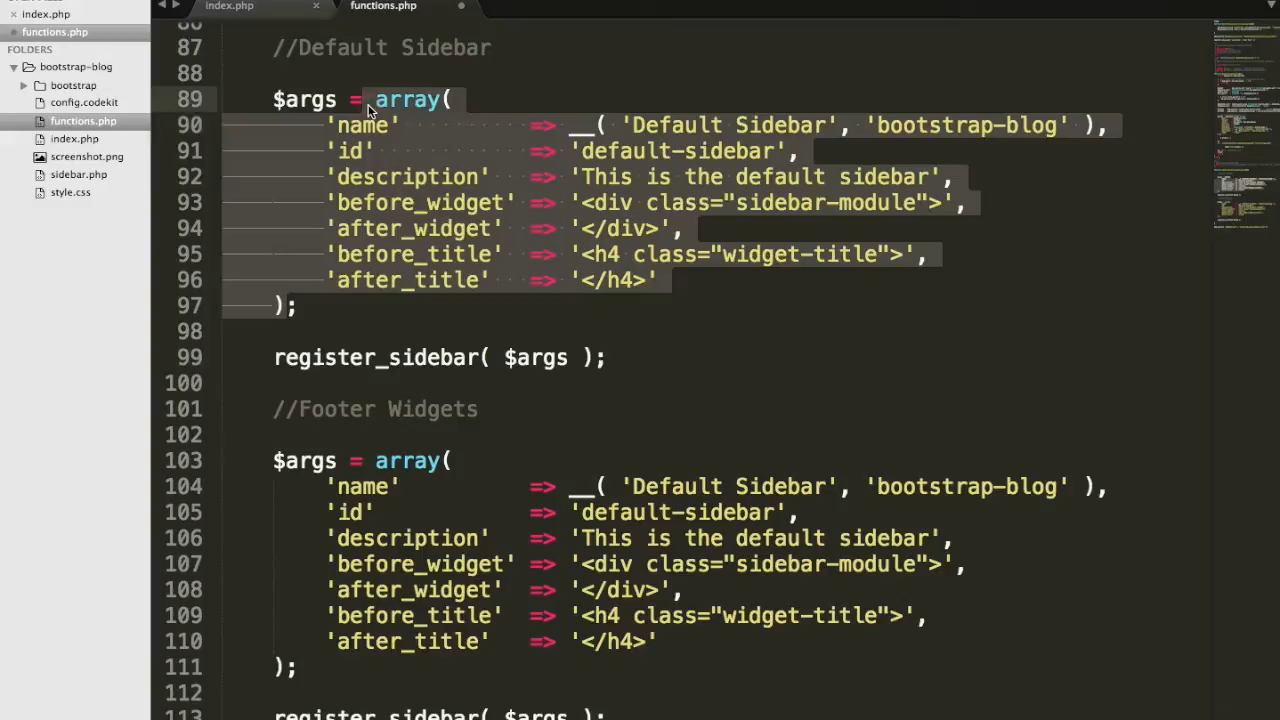 index.php
functions.php
FOLDERS
bootstrap-blog
bootstrap
config.codekit
functions.php
index.php
screenshot.png
sidebar.php
style.css
index.php × functions.php
87 //Default Sidebar
88
89 $args = array(
90 'name' => __( 'Default Sidebar', 'bootstrap-blog' ),
91 'id' => 'default-sidebar',
92 'description' => 'This is the default sidebar',
93 'before_widget' => '<div class="sidebar-module">',
94 'after_widget' => '</div>',
95 'before_title' => '<h4 class="widget-title">',
96 'after_title' => '</h4>'
97 );
98
99 register_sidebar( $args );
100
101 //Footer Widgets
102
103 $args = array(
104 'name' => __( 'Default Sidebar', 'bootstrap-blog' ),
105 'id' => 'default-sidebar',
106 'description' => 'This is the default sidebar',
107 'before_widget' => '<div class="sidebar-module">',
108 'after_widget' => '</div>',
109 'before_title' => '<h4 class="widget-title">',
110 'after_title' => '</h4>'
111 );
112
113 register_sidebar( $args );